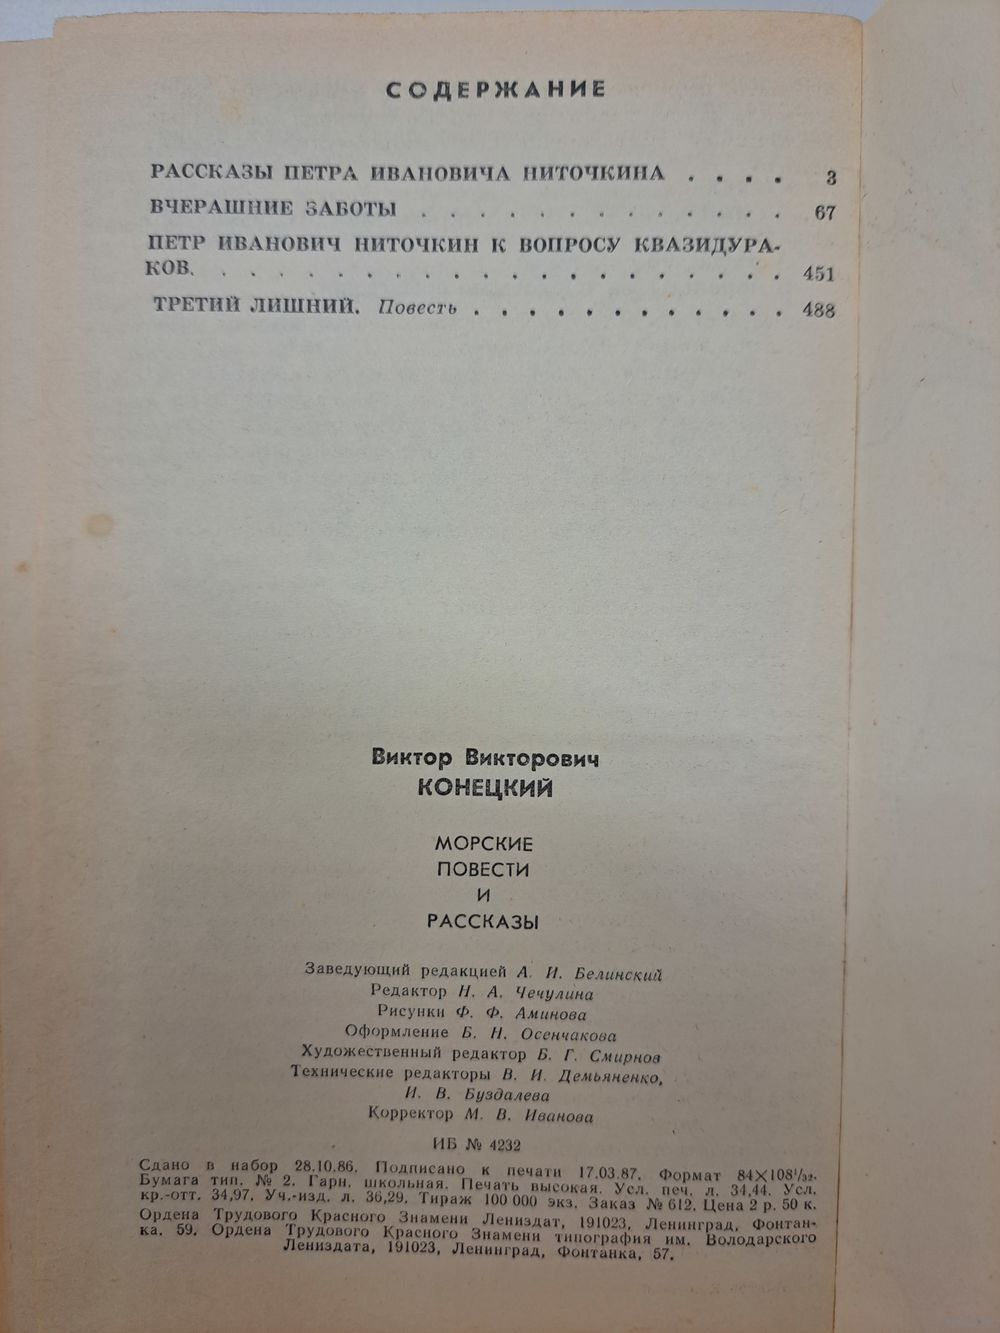 СОДЕРЖАНИЕ
РАССКАЗЫ ПЕТРА ИВАНОВИЧА НИТОЧКИНА . . . . 3
ВЧЕРАШНИЕ ЗАБОТЫ . . . . . . . . . . . . . 67
ПЕТР ИВАНОВИЧ НИТОЧКИН К ВОПРОСУ КВАЗИДУРА-
КОВ. . . . . . . . . . . . . . . . . . . . . . 451
ТРЕТИЙ ЛИШНИЙ. Повесть . . . . . . . . . . . . 488
Виктор Викторович
КОНЕЦКИЙ
МОРСКИЕ
ПОВЕСТИ
И
РАССКАЗЫ
Заведующий редакцией А. И. Белинский
Редактор Н. А. Чечулина
Рисунки Ф. Ф. Аминова
Оформление Б. Н. Осенчакова
Художественный редактор Б. Г. Смирнов
Технические редакторы В. И. Демьяненко,
И. В. Буздалева
Корректор М. В. Иванова
ИБ № 4232
Сдано в набор 28.10.86. Подписано к печати 17.03.87. Формат 84×108¹/₃₂.
Бумага тип. № 2. Гарн. школьная. Печать высокая. Усл. печ. л. 34,44. Усл.
кр.-отт. 34,97. Уч.-изд. л. 36,29. Тираж 100 000 экз. Заказ № 612. Цена 2 р. 50 к.
Ордена Трудового Красного Знамени Лениздат, 191023, Ленинград, Фонтан-
ка, 59. Ордена Трудового Красного Знамени типография им. Володарского
Лениздата, 191023, Ленинград, Фонтанка, 57.